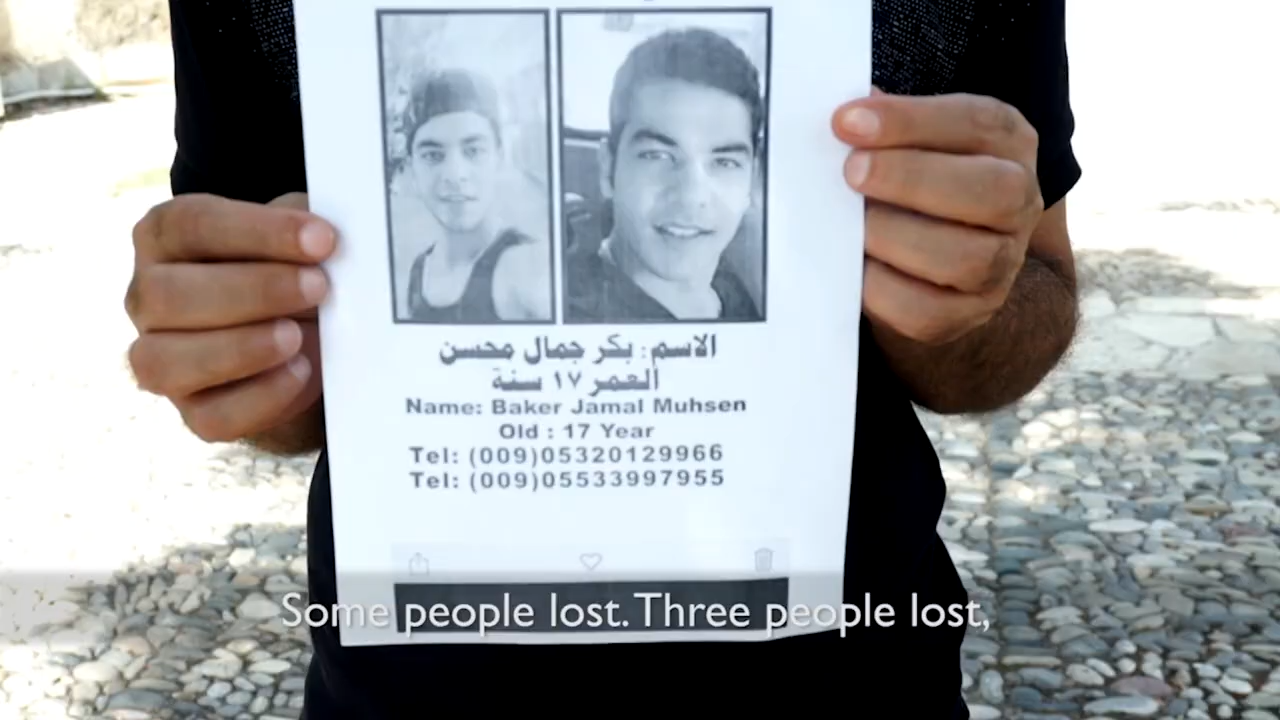 الاسم: بكر جمال محسن
العمر ١٧ سنة
Name: Baker Jamal Muhsen
Old : 17 Year
Tel: (009)05320129966
Tel: (009)05533997955
Some people lost. Three people lost,